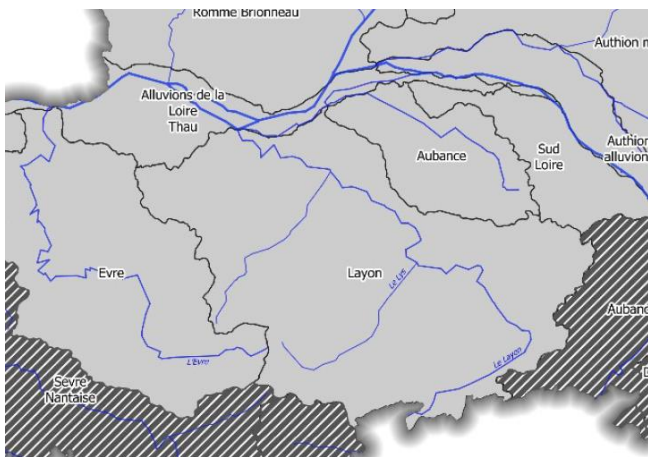 Romme Brionneau
Authion m
Alluvions de la
Loire
Thau
Aubance
Sud
Loire
Authion
alluvion
Evre
Layon
Le Lys
Aubanc
L'Evre
Le Layon
Sevre
Nantaise
D